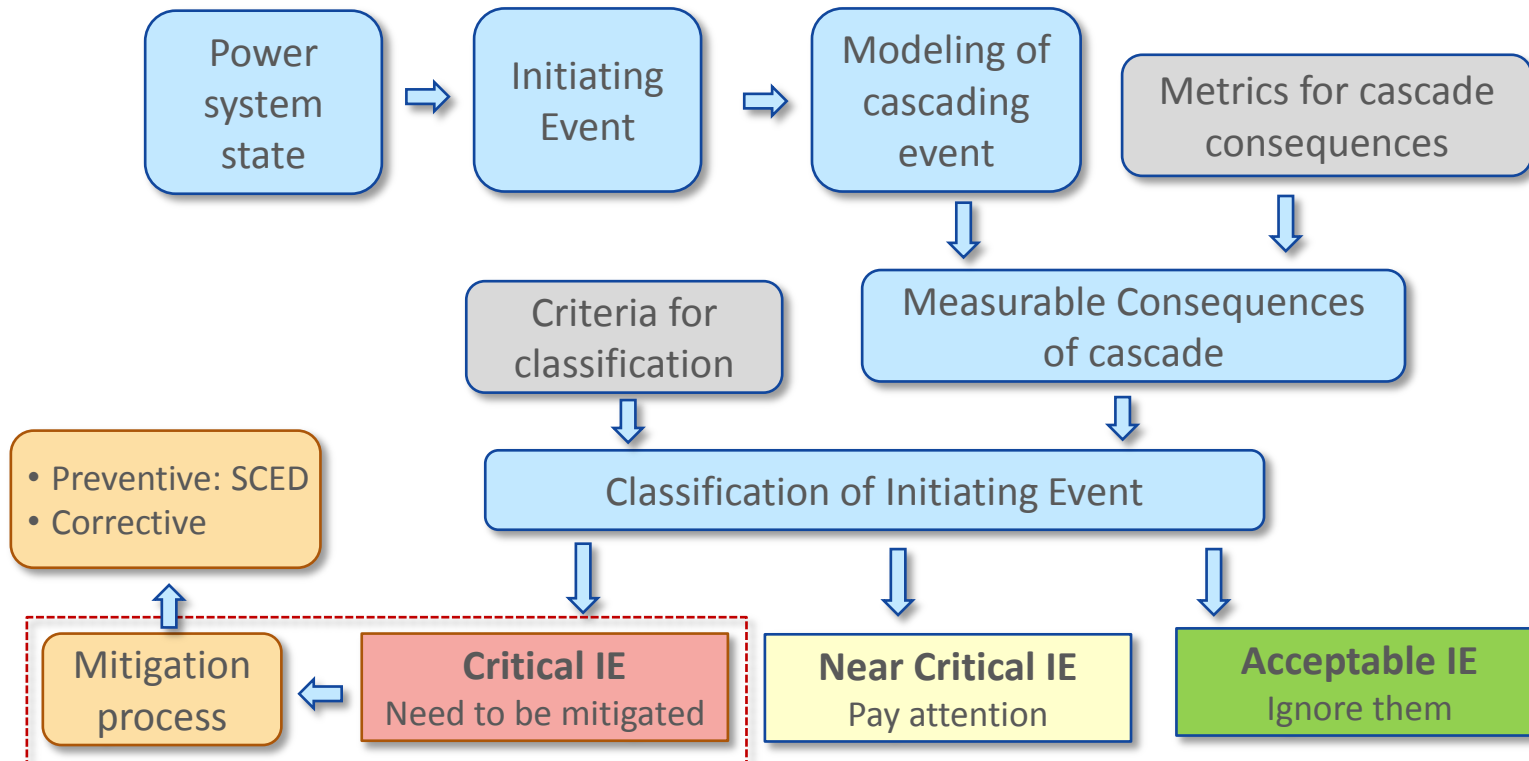 Power
system
state
Initiating
Event
Modeling of
cascading
event
Metrics for cascade
consequences
Criteria for
classification
Measurable Consequences
of cascade
• Preventive: SCED
• Corrective
Classification of Initiating Event
Mitigation
process
Critical IE
Need to be mitigated
Near Critical IE
Pay attention
Acceptable IE
Ignore them